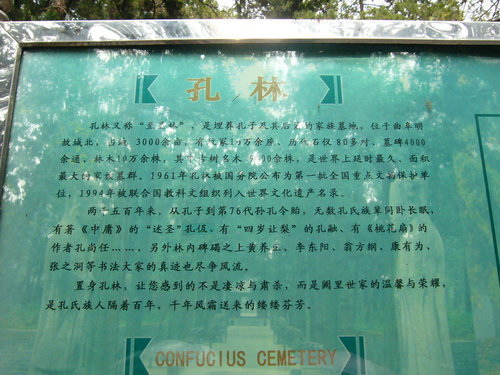 孔 林
孔林又称"至圣林",是埋葬孔子及其后裔的家族墓地,位于曲阜明
故城北,占地 3000余亩,有坟冢10万余座、历代石仪 80多对、墓碑4000
余通、林木10万余株,其中古树名木 9000余株,是世界上延时最久、面积
最大的家族墓群。1961年孔林被国务院公布为第一批全国重点文物保护单
位,1994年被联合国教科文组织列入世界文化遗产名录。
两千五百年来,从孔子到第76代孙孔令贻,无数孔氏族辈同卧长眠,
有著《中庸》的"述圣"孔伋、有"四岁让梨"的孔融、有《桃花扇》的
作者孔尚任……,另外林内碑碣之上黄养正、李东阳、翁方纲、康有为、
张之洞等书法大家的真迹也尽争风流。
置身孔林,让您感到的不是凄凉与肃杀,而是阙里世家的温馨与荣耀,
是孔氏族人隔着百年、千年风霜送来的缕缕芬芳。
CONFUCIUS CEMETERY